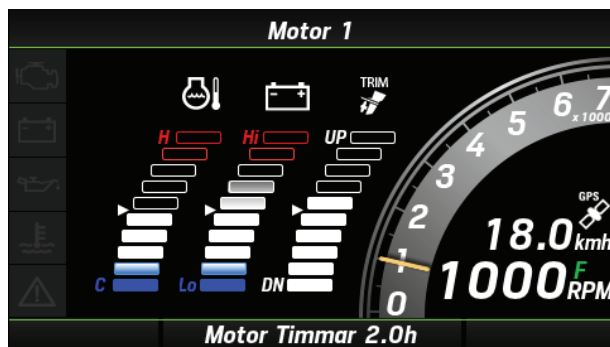 Motor 1
TRIM
H Hi UP
7
6
x 1000
5
4
3
2
1
0
GPS
18.0 kmh
F
1000 RPM
C Lo DN
Motor Timmar 2.0h